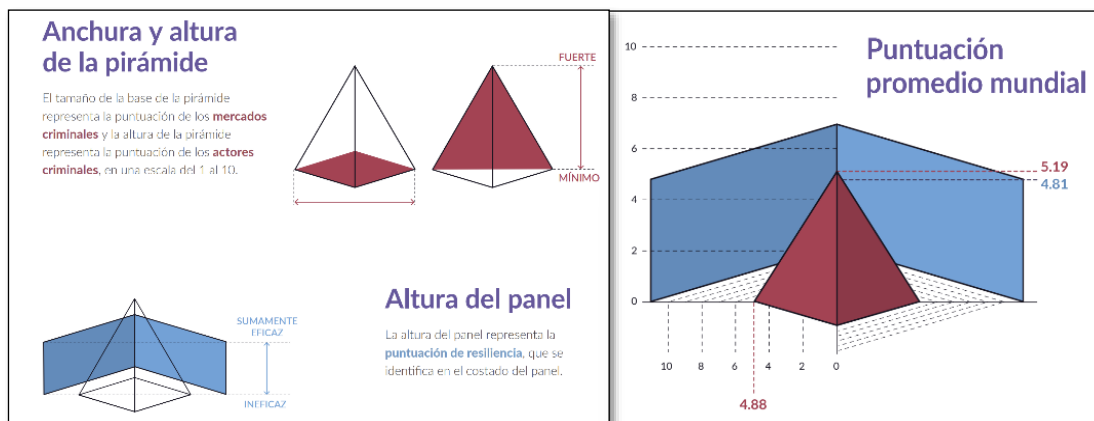 Anchura y altura
de la pirámide
El tamaño de la base de la pirámide
representa la puntuación de los mercados
criminales y la altura de la pirámide
representa la puntuación de los actores
criminales, en una escala del 1 al 10.
FUERTE
MÍNIMO
SUMAMENTE
EFICAZ
INEFICAZ
Altura del panel
La altura del panel representa la
puntuación de resiliencia, que se
identifica en el costado del panel.
Puntuación
promedio mundial
10
8
6
4
2
0
5.19
4.81
10 8 6 4 2 0
4.88